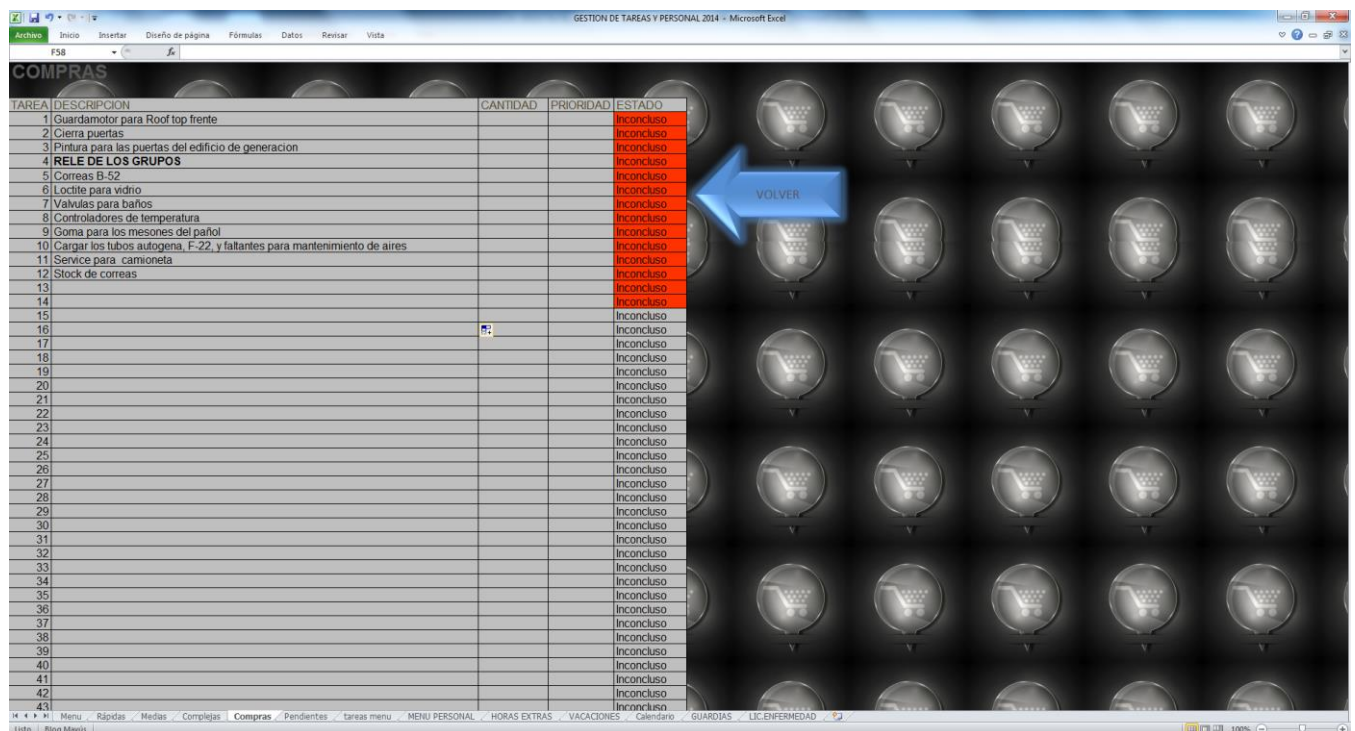 GESTION DE TAREAS Y PERSONAL 2014 - Microsoft Excel
Archivo Inicio Insertar Diseño de página Fórmulas Datos Revisar Vista
F58 fx
COMPRAS
TAREA DESCRIPCION CANTIDAD PRIORIDAD ESTADO
1 Guardamotor para Roof top frente Inconcluso
2 Cierra puertas Inconcluso
3 Pintura para las puertas del edificio de generacion Inconcluso
4 RELE DE LOS GRUPOS Inconcluso
5 Correas B-52 Inconcluso
6 Loctite para vidrio Inconcluso
VOLVER
7 Valvulas para baños Inconcluso
8 Controladores de temperatura Inconcluso
9 Goma para los mesones del pañol Inconcluso
10 Cargar los tubos autogena, F-22, y faltantes para mantenimiento de aires Inconcluso
11 Service para camioneta Inconcluso
12 Stock de correas Inconcluso
13 Inconcluso
14 Inconcluso
15 Inconcluso
16 Inconcluso
17 Inconcluso
18 Inconcluso
19 Inconcluso
20 Inconcluso
21 Inconcluso
22 Inconcluso
23 Inconcluso
24 Inconcluso
25 Inconcluso
26 Inconcluso
27 Inconcluso
28 Inconcluso
29 Inconcluso
30 Inconcluso
31 Inconcluso
32 Inconcluso
33 Inconcluso
34 Inconcluso
35 Inconcluso
36 Inconcluso
37 Inconcluso
38 Inconcluso
39 Inconcluso
40 Inconcluso
41 Inconcluso
42 Inconcluso
43 Inconcluso
Menu Rápidas Medias Complejas Compras Pendientes tareas menu MENU PERSONAL HORAS EXTRAS VACACIONES Calendario GUARDIAS LIC.ENFERMEDAD
Listo Bloq Mayús 100%